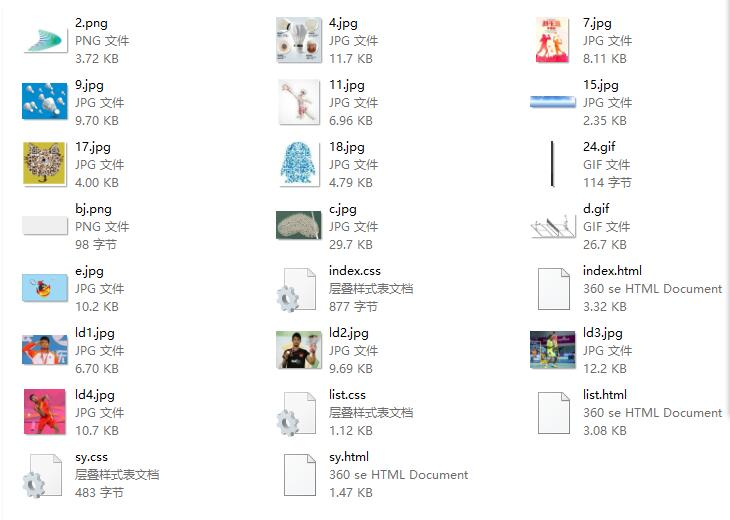 2.png
PNG 文件
3.72 KB
4.jpg
JPG 文件
11.7 KB
7.jpg
JPG 文件
8.11 KB
9.jpg
JPG 文件
9.70 KB
11.jpg
JPG 文件
6.96 KB
15.jpg
JPG 文件
2.35 KB
17.jpg
JPG 文件
4.00 KB
18.jpg
JPG 文件
4.79 KB
24.gif
GIF 文件
114 字节
bj.png
PNG 文件
98 字节
c.jpg
JPG 文件
29.7 KB
d.gif
GIF 文件
26.7 KB
e.jpg
JPG 文件
10.2 KB
index.css
层叠样式表文档
877 字节
index.html
360 se HTML Document
3.32 KB
ld1.jpg
JPG 文件
6.70 KB
ld2.jpg
JPG 文件
9.69 KB
ld3.jpg
JPG 文件
12.2 KB
ld4.jpg
JPG 文件
10.7 KB
list.css
层叠样式表文档
1.12 KB
list.html
360 se HTML Document
3.08 KB
sy.css
层叠样式表文档
483 字节
sy.html
360 se HTML Document
1.47 KB